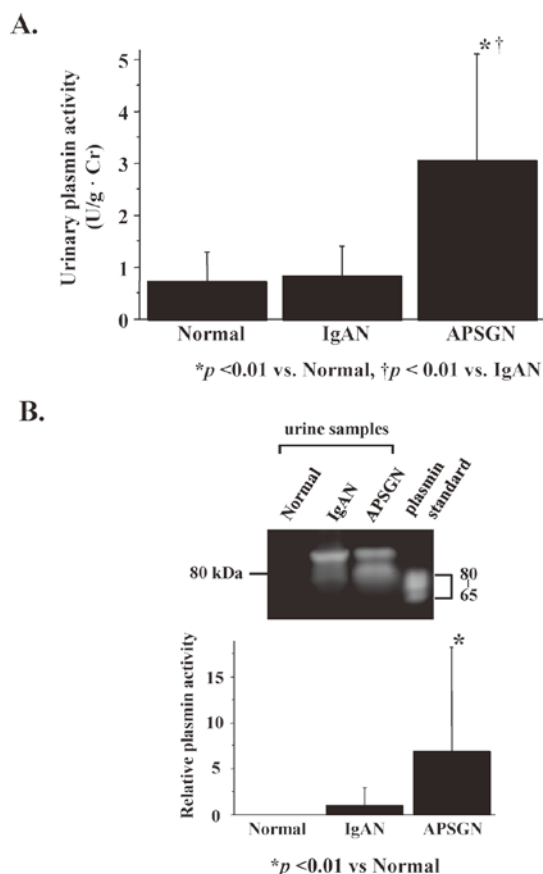 A.
* †
Urinary plasmin activity
(U/g · Cr)
5
4
3
2
1
0
Normal IgAN APSGN
*p <0.01 vs. Normal, †p < 0.01 vs. IgAN
B.
urine samples
Normal IgAN APSGN plasmin standard
80 kDa
80
65
*
Relative plasmin activity
15
10
5
0
Normal IgAN APSGN
*p <0.01 vs Normal